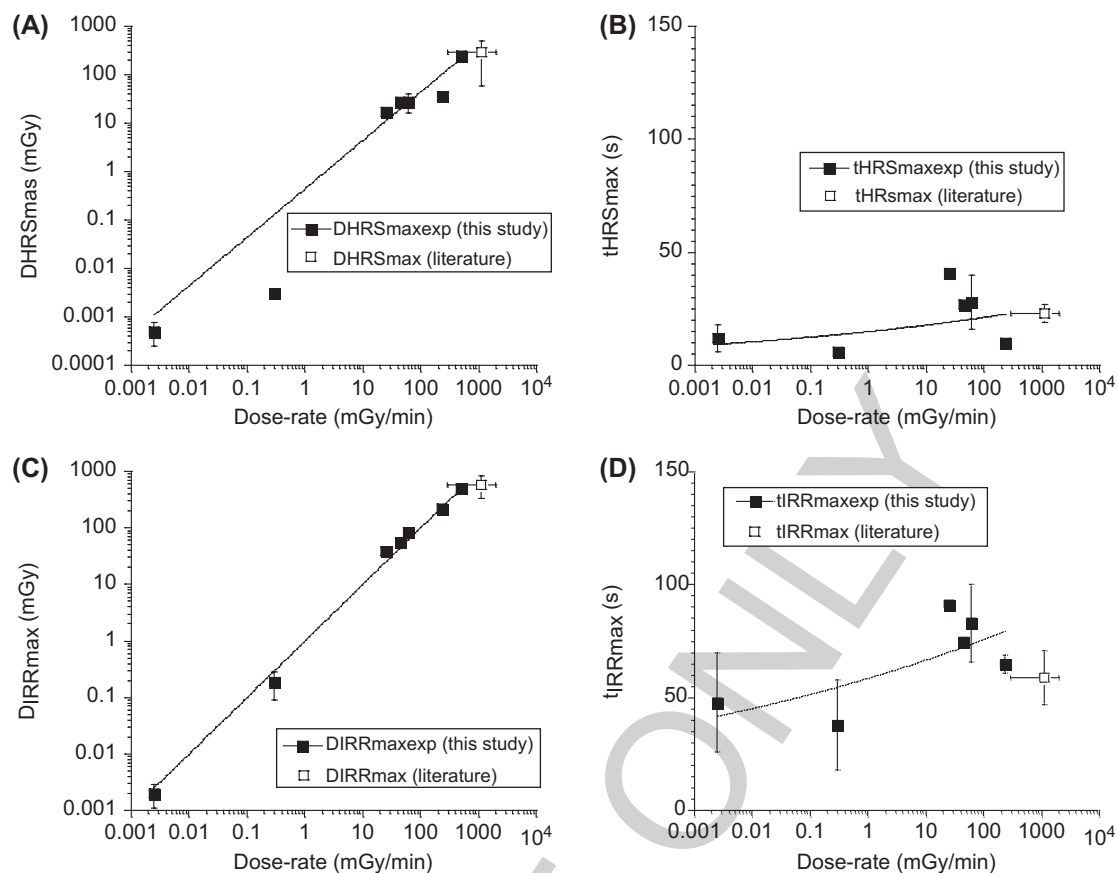 (A)
1000
100
10
1
0.1
0.01
0.001
0.0001
DHRSmas (mGy)
DHRSmaxexp (this study)
DHRSmax (literature)
0.001 0.01 0.1 1 10 100 1000 10⁴
Dose-rate (mGy/min)
(B)
150
100
50
0
tHRSmax (s)
tHRSmaxexp (this study)
tHRsmax (literature)
0.001 0.01 0.1 1 10 100 1000 10⁴
Dose-rate (mGy/min)
(C)
1000
100
10
1
0.1
0.01
0.001
DIRRmax (mGy)
DIRRmaxexp (this study)
DIRRmax (literature)
0.001 0.01 0.1 1 10 100 1000 10⁴
Dose-rate (mGy/min)
(D)
150
100
50
0
tIRRmax (s)
tIRRmaxexp (this study)
tIRRmax (literature)
0.001 0.01 0.1 1 10 100 1000 10⁴
Dose-rate (mGy/min)
ONLY